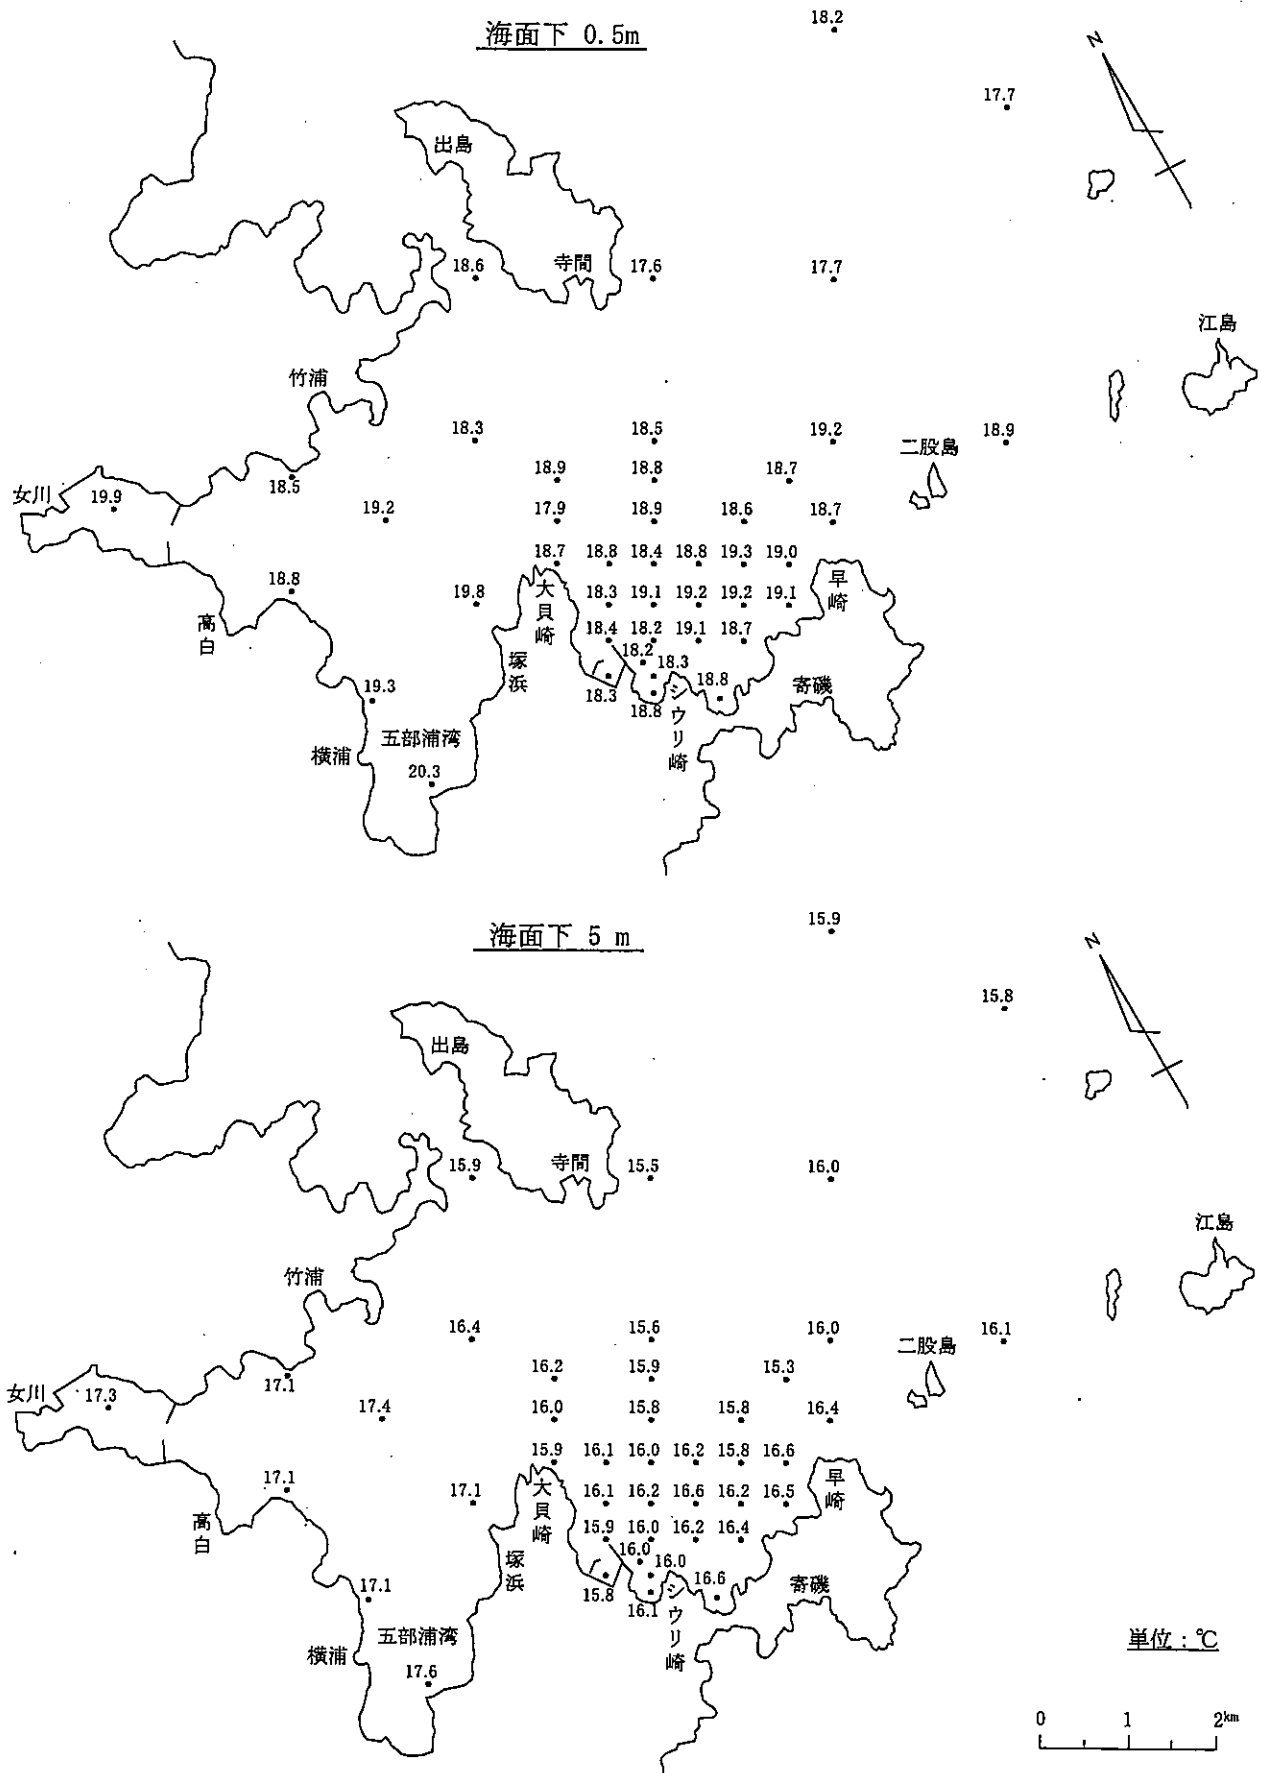 海面下 0.5m
18.2
17.7
N
出島
寺間
18.6
17.6
17.7
江島
竹浦
18.3
18.5
19.2
18.9
二股島
18.9
18.8
18.7
女川
19.9
18.5
19.2
17.9
18.9
18.6
18.7
18.7
18.8
18.4
18.8
19.3
19.0
早崎
大貝崎
18.8
19.8
18.3
19.1
19.2
19.2
19.1
高白
18.4
18.2
19.1
18.7
塚浜
18.2
18.3
18.3
18.8
18.8
シウリ崎
寄磯
19.3
五部浦湾
横浦
20.3
海面下 5 m
15.9
15.8
N
出島
寺間
15.9
15.5
16.0
江島
竹浦
16.4
15.6
16.0
16.1
二股島
16.2
15.9
15.3
女川
17.3
17.1
17.4
16.0
15.8
15.8
16.4
15.9
16.1
16.0
16.2
15.8
16.6
早崎
大貝崎
17.1
17.1
16.1
16.2
16.6
16.2
16.5
高白
15.9
16.0
16.2
16.4
塚浜
16.0
16.0
15.8
16.1
16.6
シウリ崎
寄磯
17.1
五部浦湾
横浦
17.6
単位：℃
0 1 2km